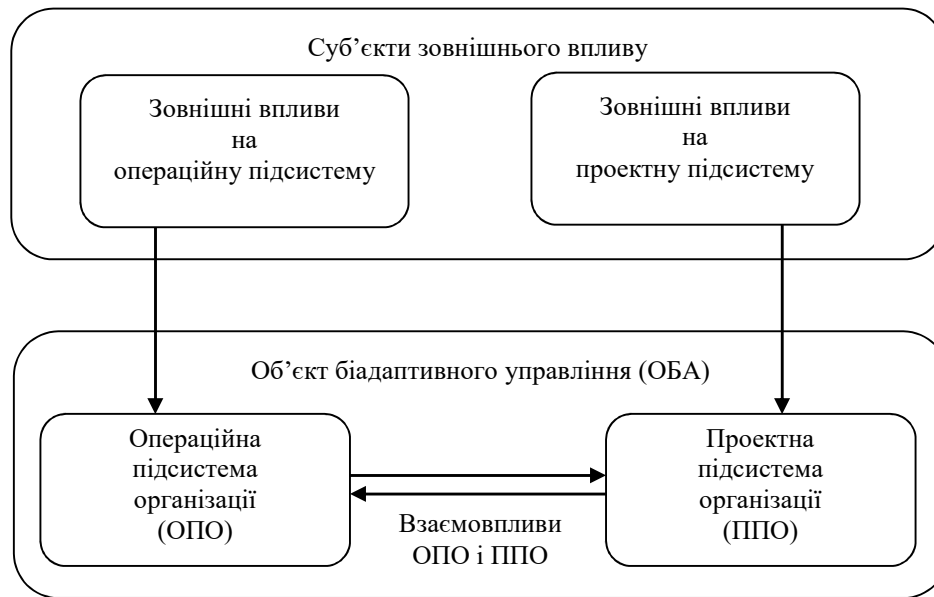 Суб’єкти зовнішнього впливу
Зовнішні впливи
на
операційну підсистему
Зовнішні впливи
на
проектну підсистему
Об’єкт біадаптивного управління (ОБА)
Операційна
підсистема
організації
(ОПО)
Взаємовпливи
ОПО і ППО
Проектна
підсистема
організації
(ППО)